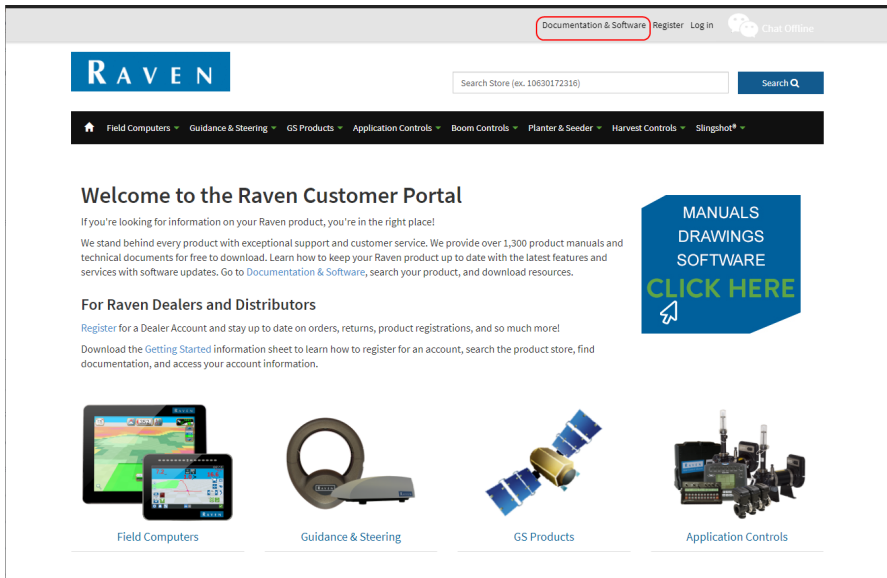 Documentation & Software Register Log in Chat Offline
RAVEN
Search Store (ex. 10630172316) Search
Field Computers Guidance & Steering GS Products Application Controls Boom Controls Planter & Seeder Harvest Controls Slingshot®
Welcome to the Raven Customer Portal
If you're looking for information on your Raven product, you're in the right place!
We stand behind every product with exceptional support and customer service. We provide over 1,300 product manuals and
technical documents for free to download. Learn how to keep your Raven product up to date with the latest features and
services with software updates. Go to Documentation & Software, search your product, and download resources.
MANUALS
DRAWINGS
SOFTWARE
CLICK HERE
For Raven Dealers and Distributors
Register for a Dealer Account and stay up to date on orders, returns, product registrations, and so much more!
Download the Getting Started information sheet to learn how to register for an account, search the product store, find
documentation, and access your account information.
Field Computers Guidance & Steering GS Products Application Controls